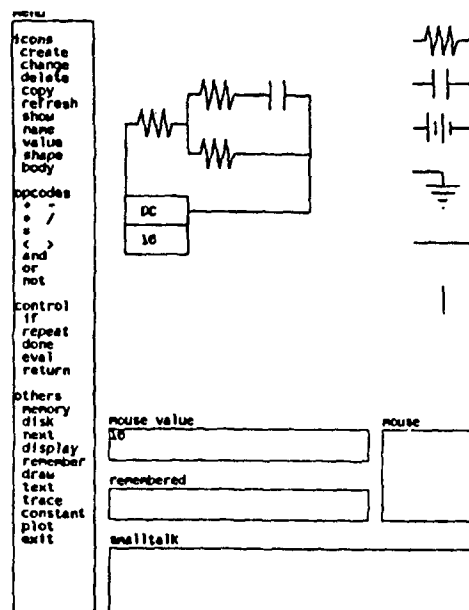 menu
icons
create
change
delete
copy
refresh
show
name
value
shape
body
opcodes
+ -
* /
=
< >
and
or
not
control
if
repeat
done
eval
return
others
memory
disk
next
display
remember
draw
text
trace
constant
plot
exit
DC
16
mouse value
16
mouse
remembered
smalltalk